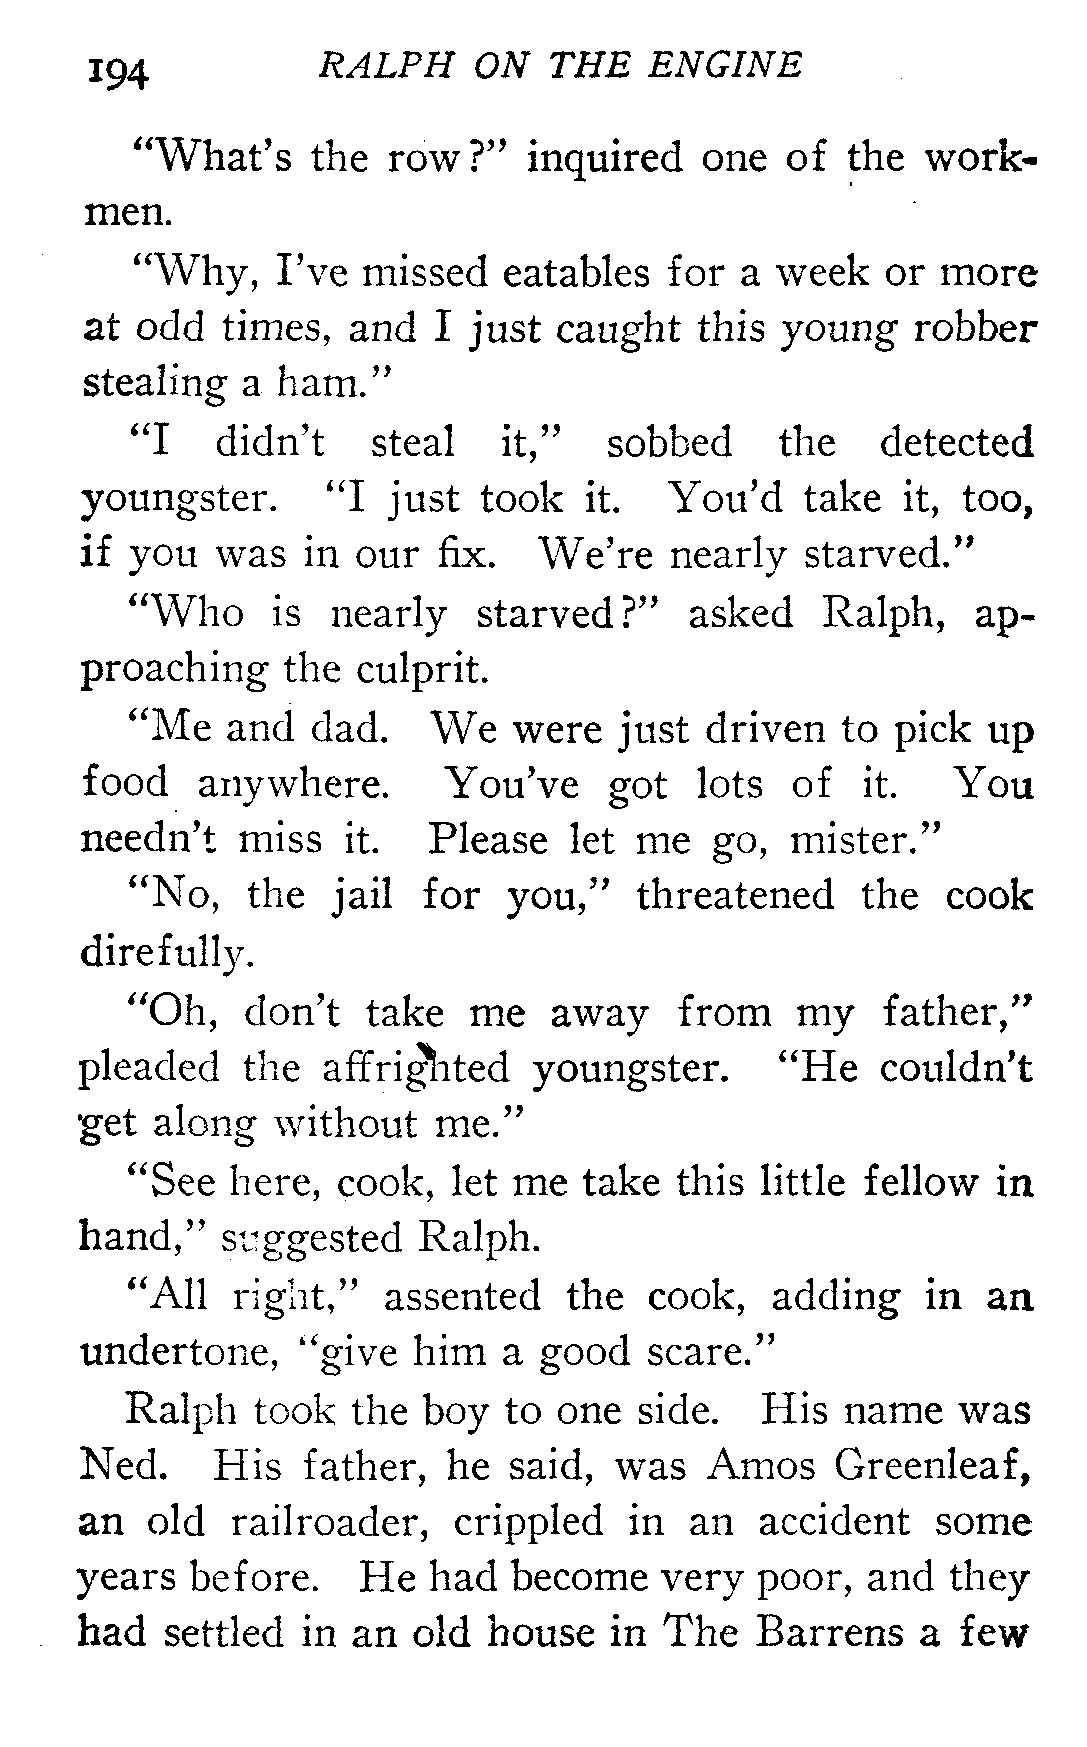 194 RALPH ON THE ENGINE
"What's the row?" inquired one of the work-
men.
"Why, I've missed eatables for a week or more
at odd times, and I just caught this young robber
stealing a ham."
"I didn't steal it," sobbed the detected
youngster. "I just took it. You'd take it, too,
if you was in our fix. We're nearly starved."
"Who is nearly starved?" asked Ralph, ap-
proaching the culprit.
"Me and dad. We were just driven to pick up
food anywhere. You've got lots of it. You
needn't miss it. Please let me go, mister."
"No, the jail for you," threatened the cook
direfully.
"Oh, don't take me away from my father,"
pleaded the affrighted youngster. "He couldn't
get along without me."
"See here, cook, let me take this little fellow in
hand," suggested Ralph.
"All right," assented the cook, adding in an
undertone, "give him a good scare."
Ralph took the boy to one side. His name was
Ned. His father, he said, was Amos Greenleaf,
an old railroader, crippled in an accident some
years before. He had become very poor, and they
had settled in an old house in The Barrens a few